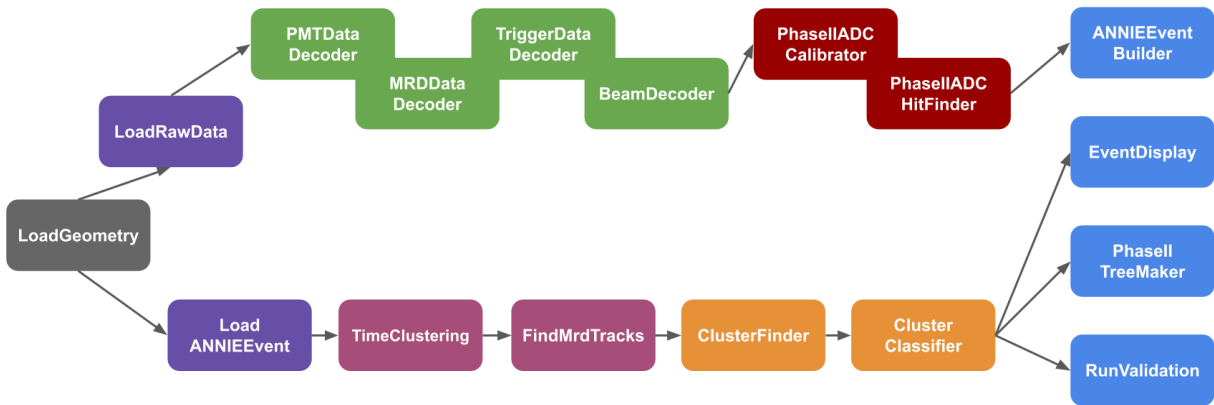 PMTData
Decoder
MRDData
Decoder
TriggerData
Decoder
BeamDecoder
PhaseIIADC
Calibrator
PhaseIIADC
HitFinder
ANNIEEvent
Builder
LoadRawData
EventDisplay
LoadGeometry
PhaseII
TreeMaker
Load
ANNIEEvent
TimeClustering
FindMrdTracks
ClusterFinder
Cluster
Classifier
RunValidation